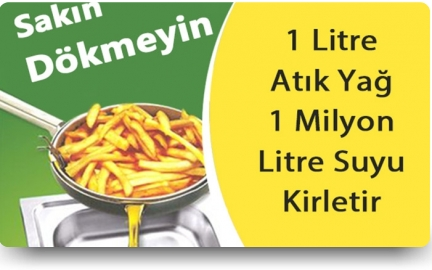 Sakın
Dökmeyin
1 Litre
Atık Yağ
1 Milyon
Litre Suyu
Kirletir